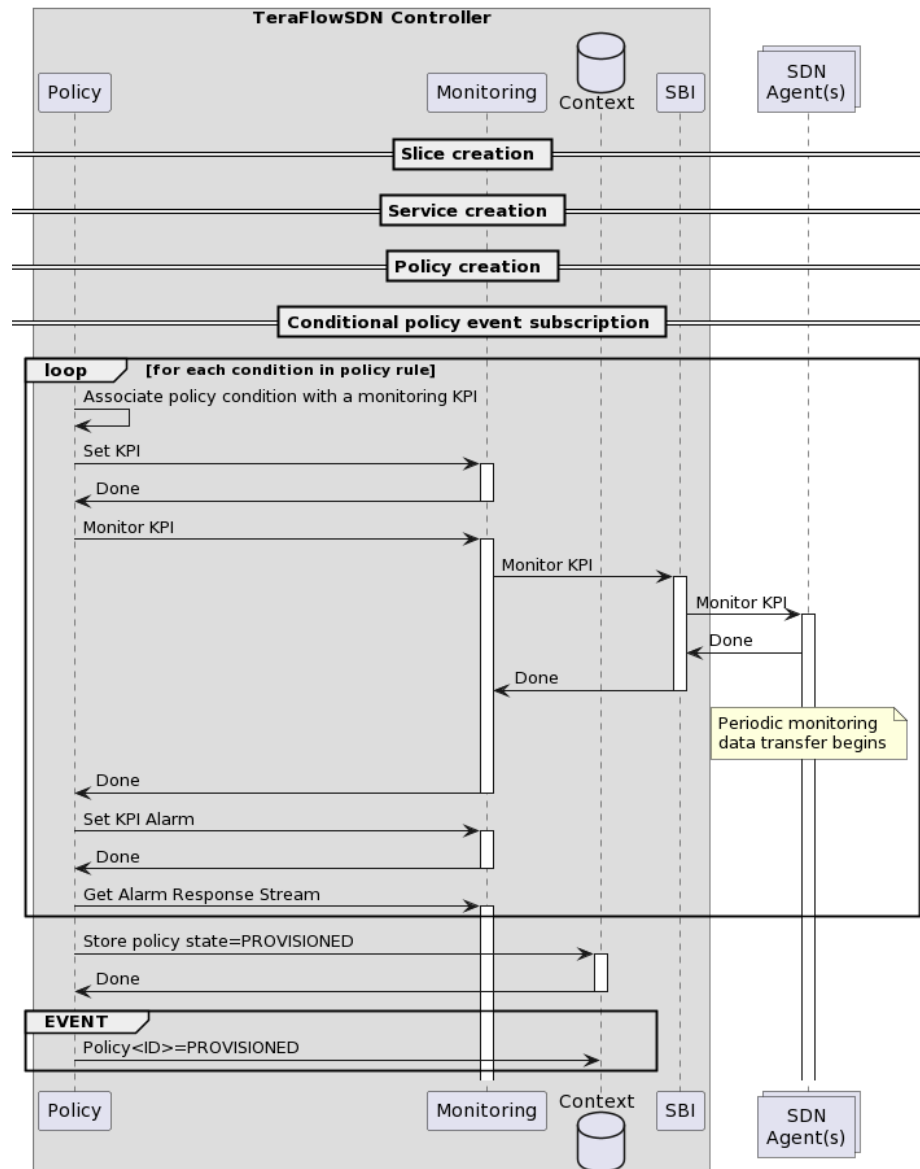 TeraFlowSDN Controller
Policy
Monitoring
Context
SBI
SDN
Agent(s)
Slice creation
Service creation
Policy creation
Conditional policy event subscription
loop
[for each condition in policy rule]
Associate policy condition with a monitoring KPI
Set KPI
Done
Monitor KPI
Monitor KPI
Monitor KPI
Done
Done
Periodic monitoring
data transfer begins
Done
Set KPI Alarm
Done
Get Alarm Response Stream
Store policy state=PROVISIONED
Done
EVENT
Policy<ID>=PROVISIONED
Policy
Monitoring
Context
SBI
SDN
Agent(s)